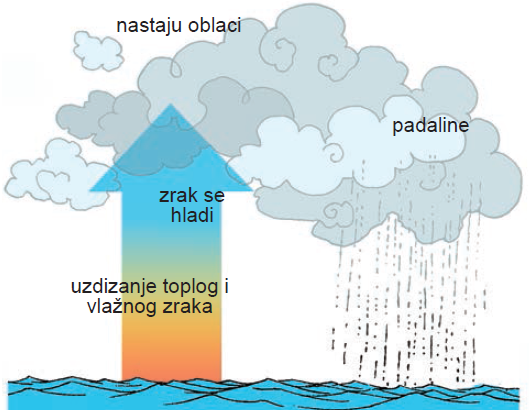 nastaju oblaci
padaline
zrak se
hladi
uzdizanje toplog i
vlažnog zraka